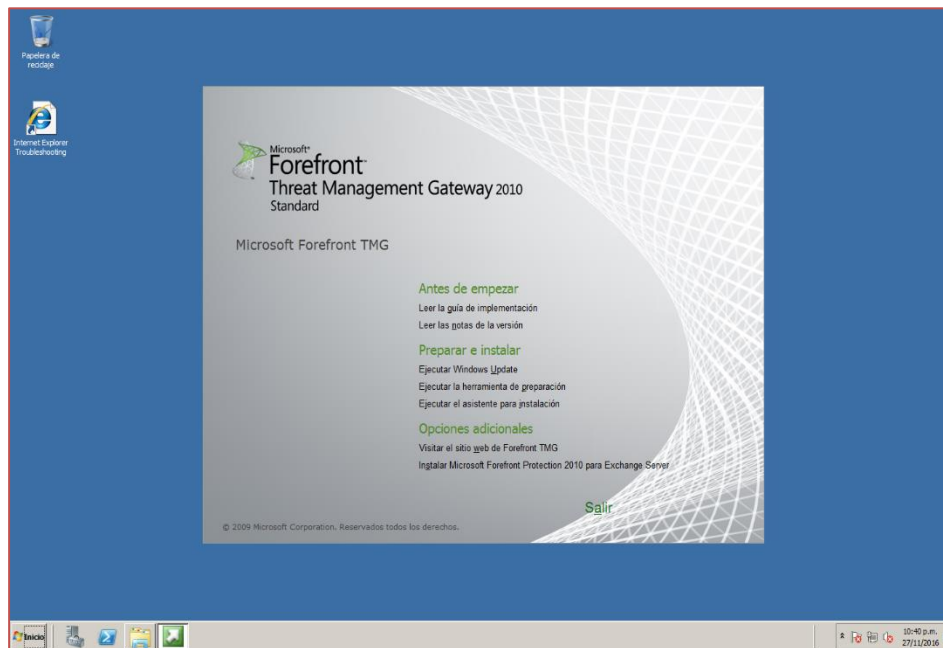 Papelera de
reciclaje
Internet Explorer
Troubleshooting
Microsoft®
Forefront™
Threat Management Gateway 2010
Standard
Microsoft Forefront TMG
Antes de empezar
Leer la guía de implementación
Leer las notas de la versión
Preparar e instalar
Ejecutar Windows Update
Ejecutar la herramienta de preparación
Ejecutar el asistente para instalación
Opciones adicionales
Visitar el sitio web de Forefront TMG
Instalar Microsoft Forefront Protection 2010 para Exchange Server
Salir
© 2009 Microsoft Corporation. Reservados todos los derechos.
Inicio
10:40 p.m.
27/11/2016